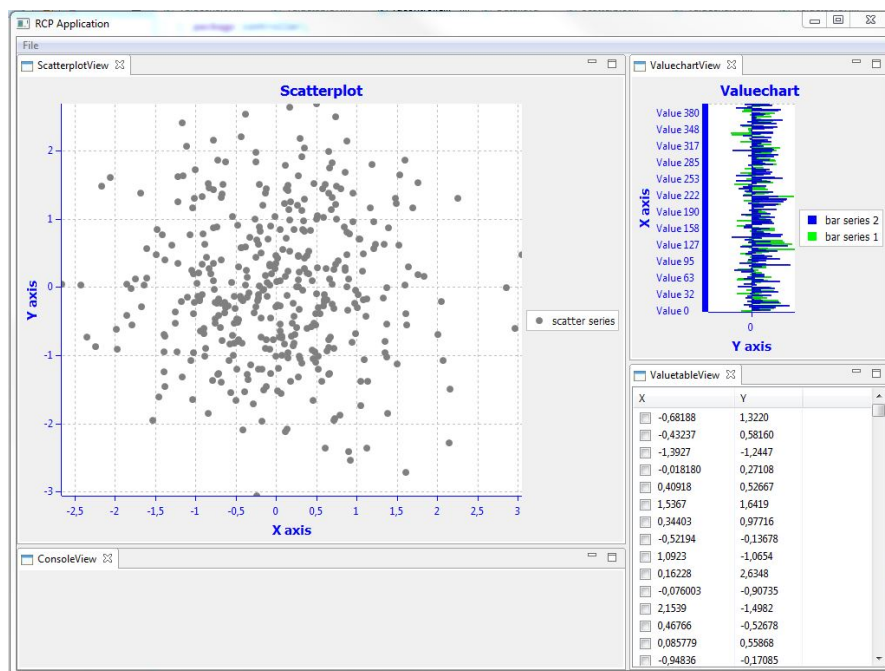 package controller;
RCP Application
File
ScatterplotView
Scatterplot
2
1
0
-1
-2
-3
Y axis
-2,5 -2 -1,5 -1 -0,5 0 0,5 1 1,5 2 2,5 3
X axis
scatter series
ValuechartView
Valuechart
Value 380
Value 348
Value 317
Value 285
Value 253
Value 222
Value 190
Value 158
Value 127
Value 95
Value 63
Value 32
Value 0
X axis
0
Y axis
bar series 2
bar series 1
ConsoleView
ValuetableView
X Y
-0,68188 1,3220
-0,43237 0,58160
-1,3927 -1,2447
-0,018180 0,27108
0,40918 0,52667
1,5367 1,6419
0,34403 0,97716
-0,52194 -0,13678
1,0923 -1,0654
0,16228 2,6348
-0,076003 -0,90735
2,1539 -1,4982
0,46766 -0,52678
0,085779 0,55868
-0,94836 -0,17085